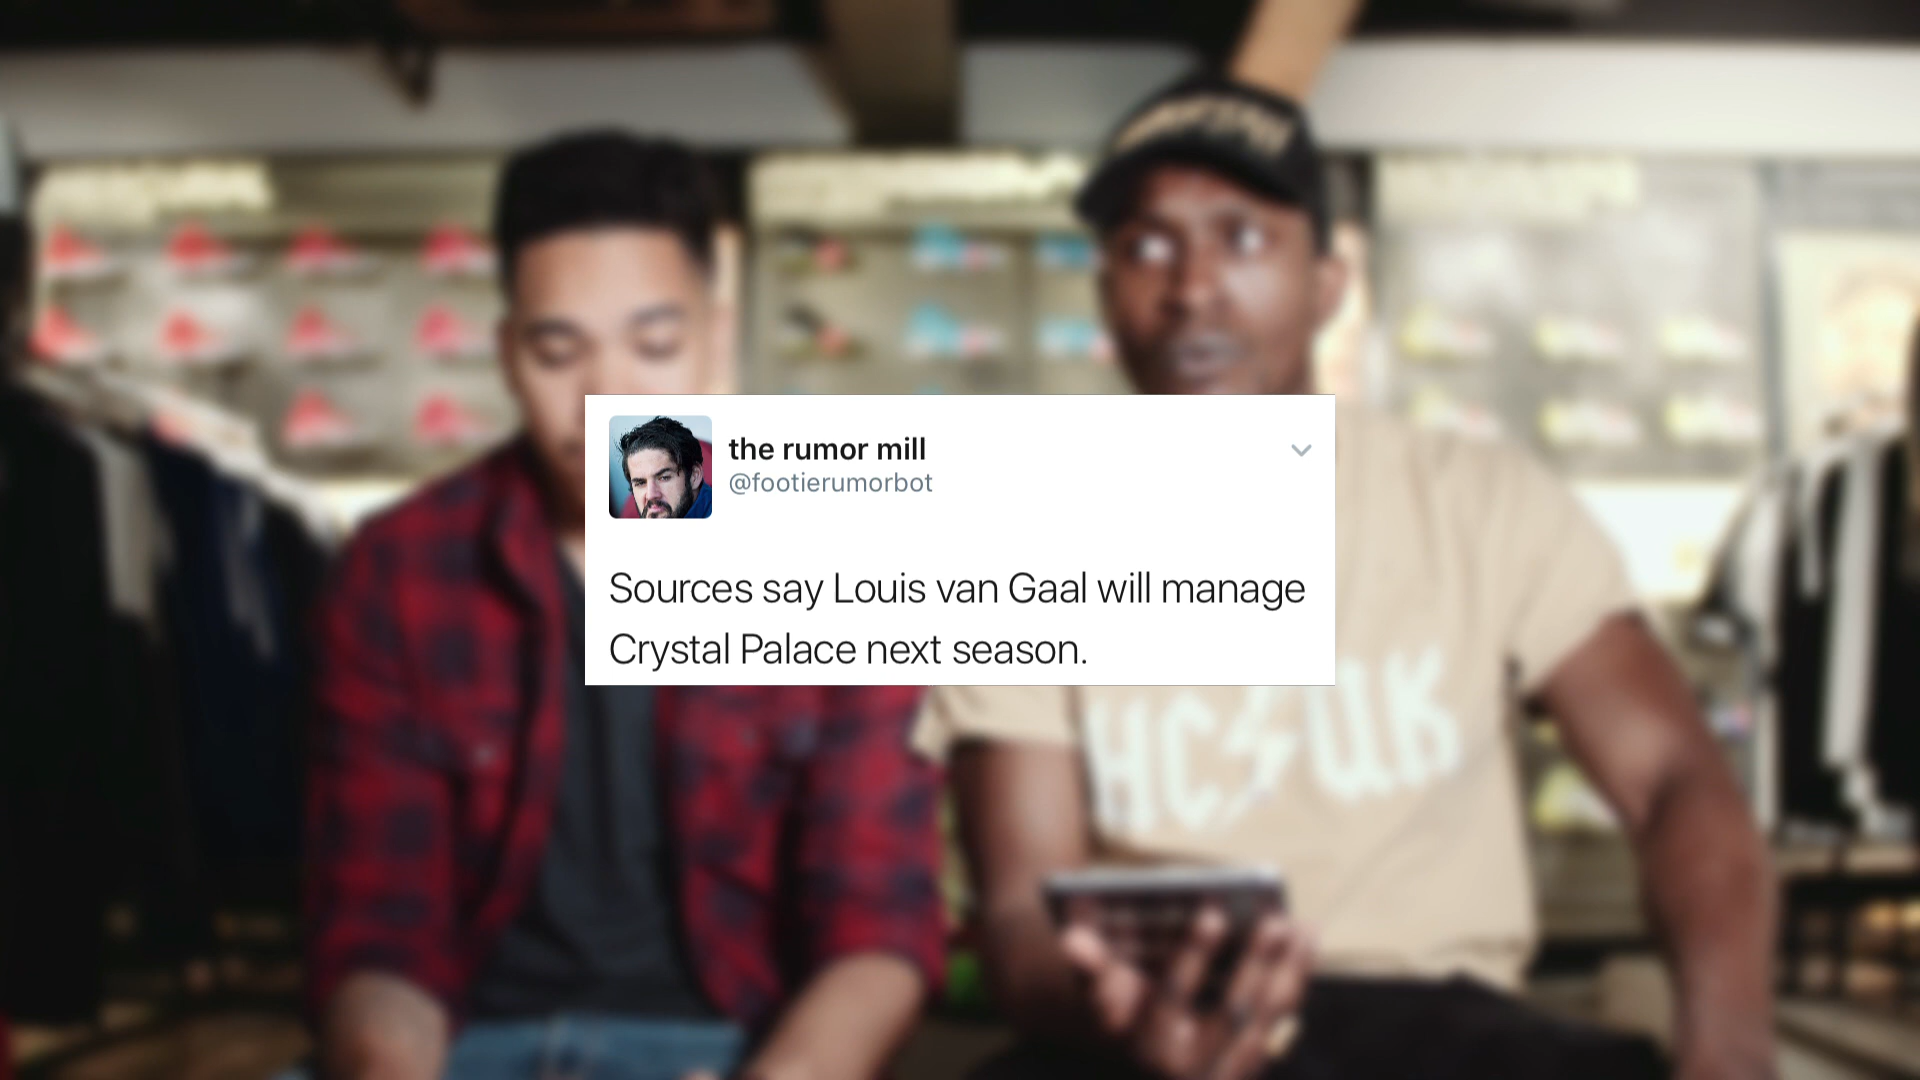 the rumor mill
@footierumorbot
Sources say Louis van Gaal will manage
Crystal Palace next season.
HC UK